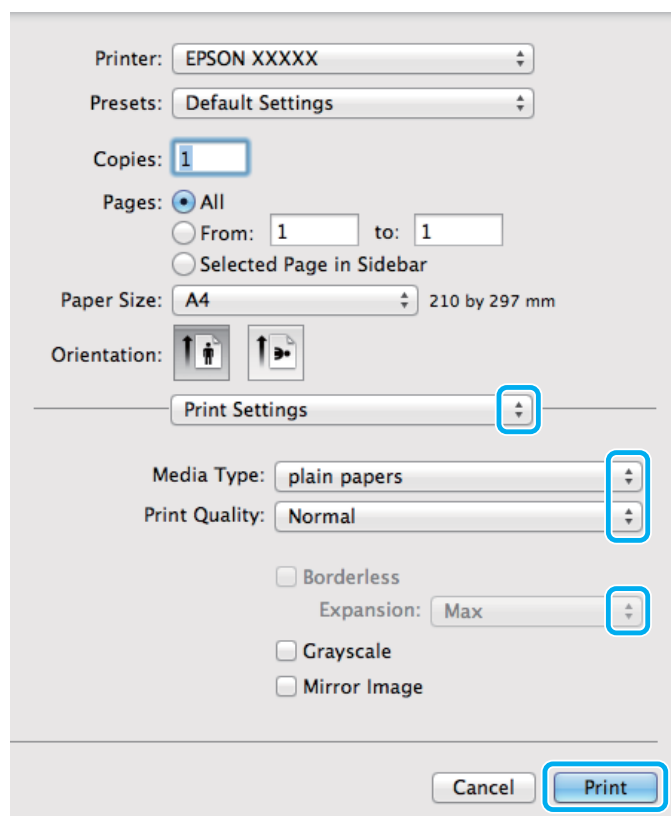 Printer: EPSON XXXXX
Presets: Default Settings
Copies: 1
Pages: All
From: 1 to: 1
Selected Page in Sidebar
Paper Size: A4 210 by 297 mm
Orientation:
Print Settings
Media Type: plain papers
Print Quality: Normal
Borderless
Expansion: Max
Grayscale
Mirror Image
Cancel Print